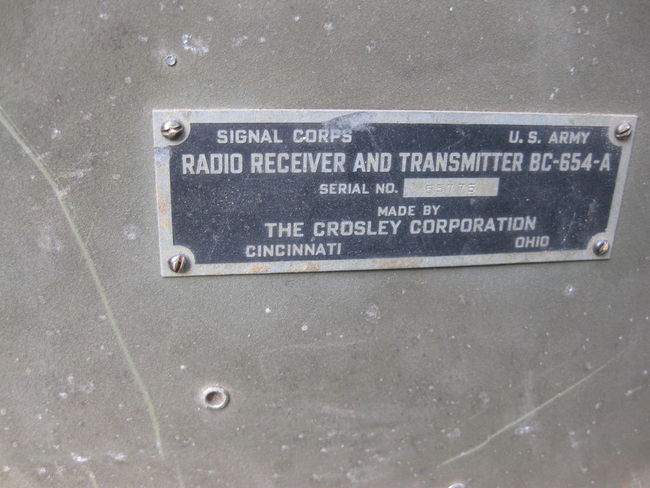 SIGNAL CORPS U. S. ARMY
RADIO RECEIVER AND TRANSMITTER BC-654-A
SERIAL NO.
MADE BY
THE CROSLEY CORPORATION
CINCINNATI OHIO